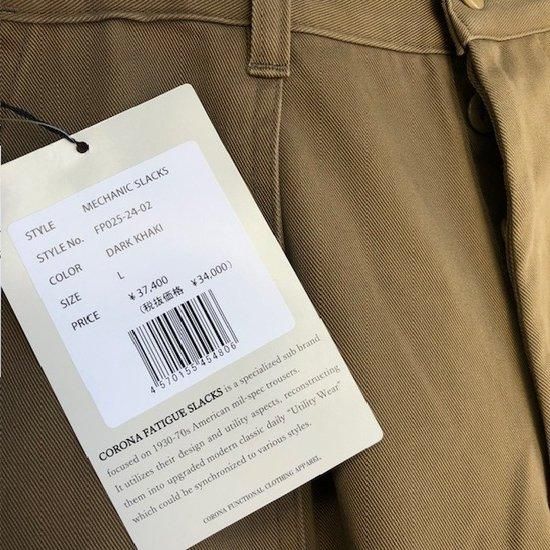 STYLE MECHANIC SLACKS
STYLE No. FP025-24-02
COLOR DARK KHAKI
SIZE L
PRICE ¥ 37,400
(税抜価格 ¥ 34,000)
4 570155 454806
CORONA FATIGUE SLACKS is a specialized sub brand
focused on 1930-70s American mil-spec trousers.
It utilizes their design and utility aspects, reconstructing
them into upgraded modern classic daily "Utility Wear"
which could be synchronized to various styles.
CORONA FUNCTIONAL CLOTHING APPAREL